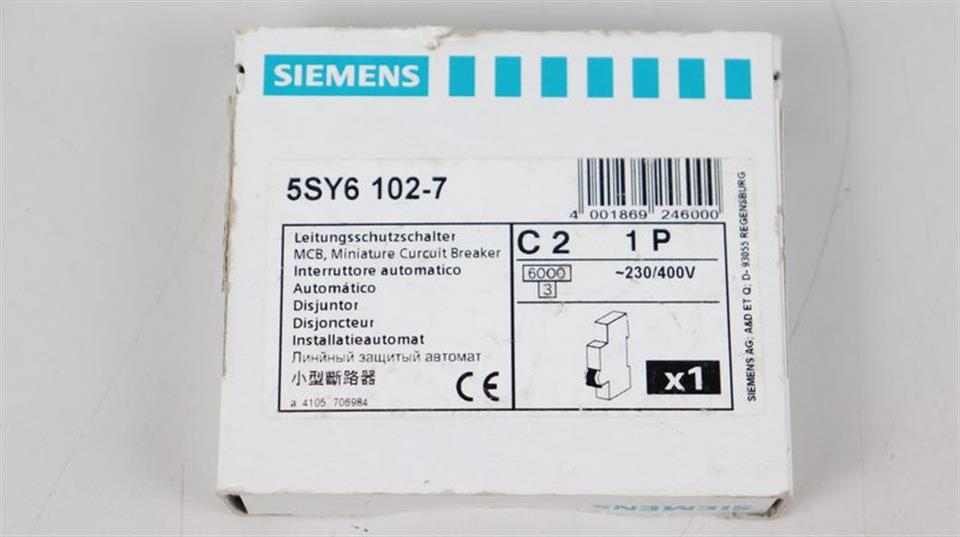 SIEMENS
5SY6 102-7
4 001869 246000
Leitungsschutzschalter
MCB, Miniature Curcuit Breaker
Interruttore automatico
Automático
Disjuntor
Disjoncteur
Installatieautomat
Линйный защитый автомат
小型斷路器
a 4105 706984
CE
C 2 1 P
6000 ~230/400V
3
x1
SIEMENS AG: A&D ET Q: D- 93055 REGENSBURG